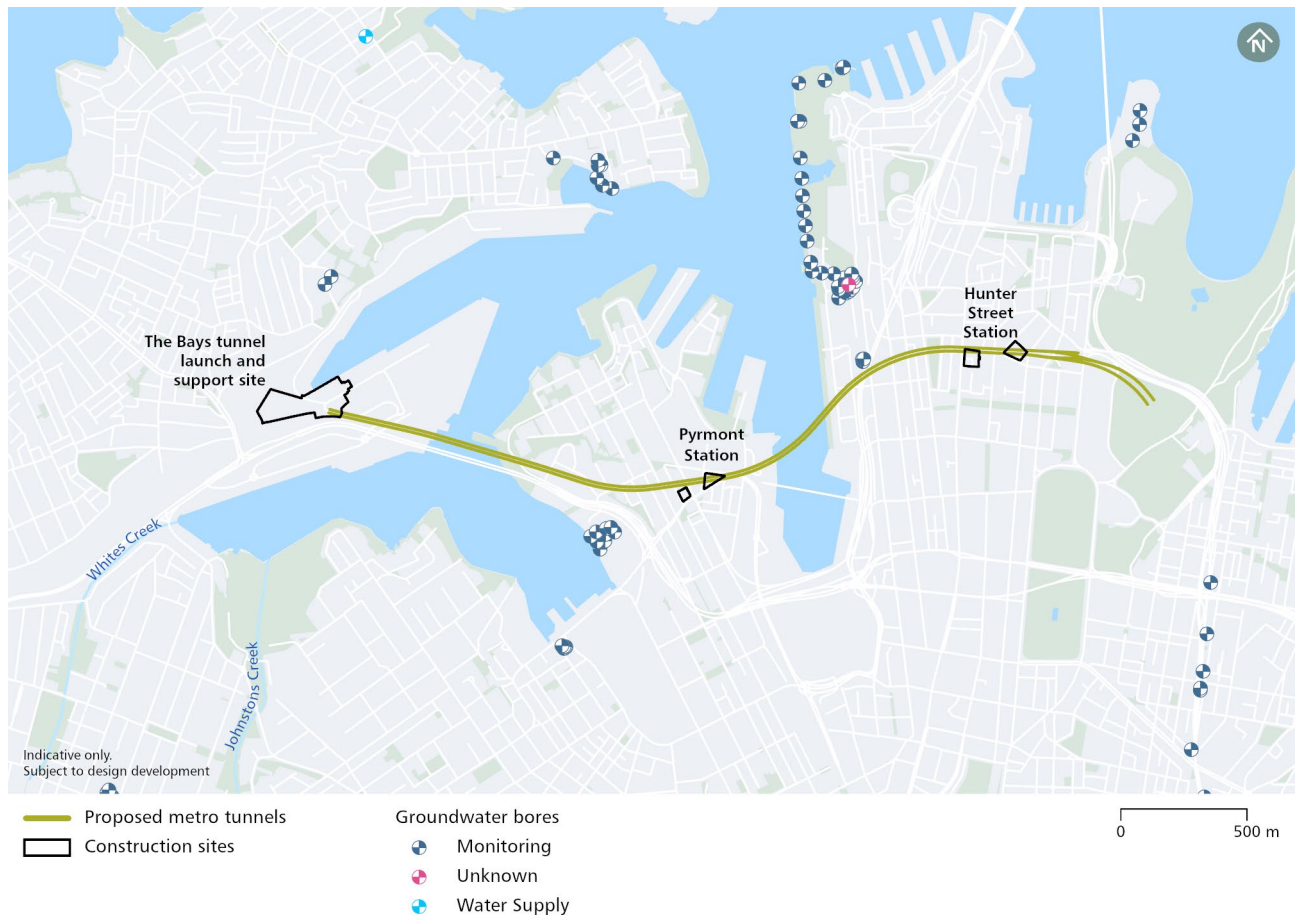 N
Hunter
Street
Station
The Bays tunnel
launch and
support site
Pyrmont
Station
Whites Creek
Johnstons Creek
Indicative only.
Subject to design development
Proposed metro tunnels
Construction sites
Groundwater bores
Monitoring
Unknown
Water Supply
0 500 m